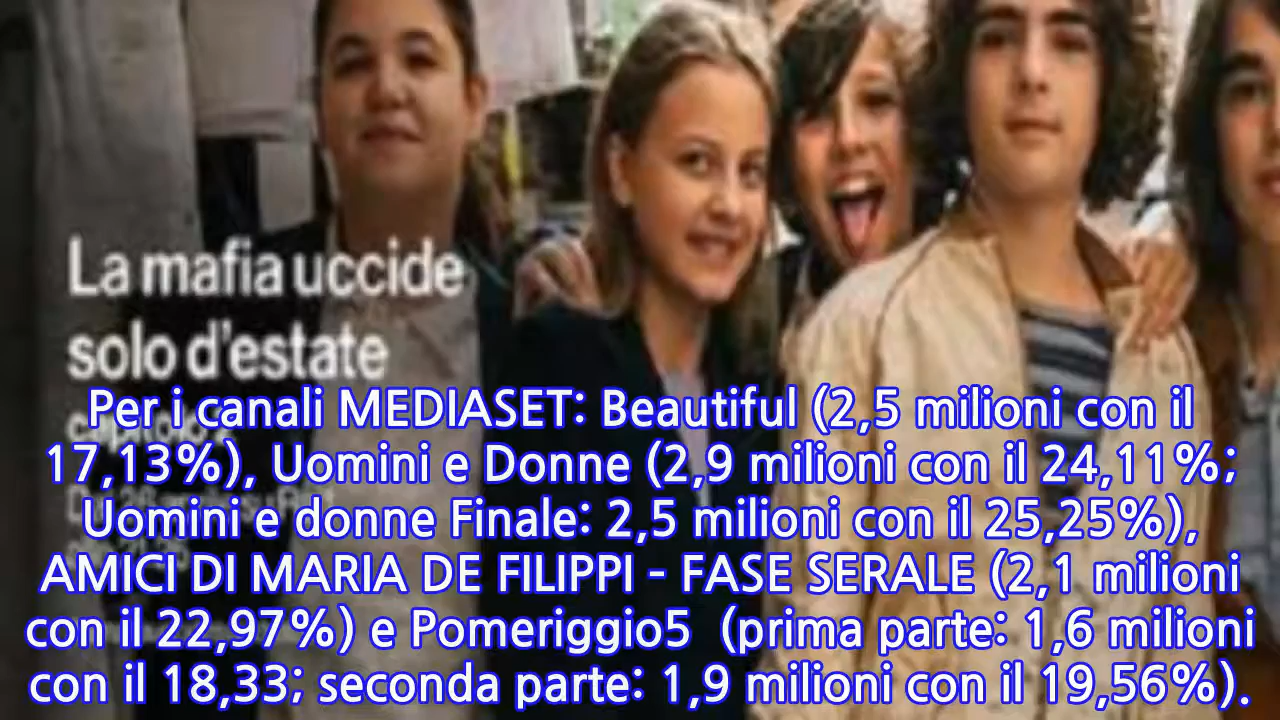 La mafia uccide
solo d'estate
Per i canali MEDIASET: Beautiful (2,5 milioni con il
17,13%), Uomini e Donne (2,9 milioni con il 24,11%;
Uomini e donne Finale: 2,5 milioni con il 25,25%),
AMICI DI MARIA DE FILIPPI - FASE SERALE (2,1 milioni
con il 22,97%) e Pomeriggio5 (prima parte: 1,6 milioni
con il 18,33; seconda parte: 1,9 milioni con il 19,56%).